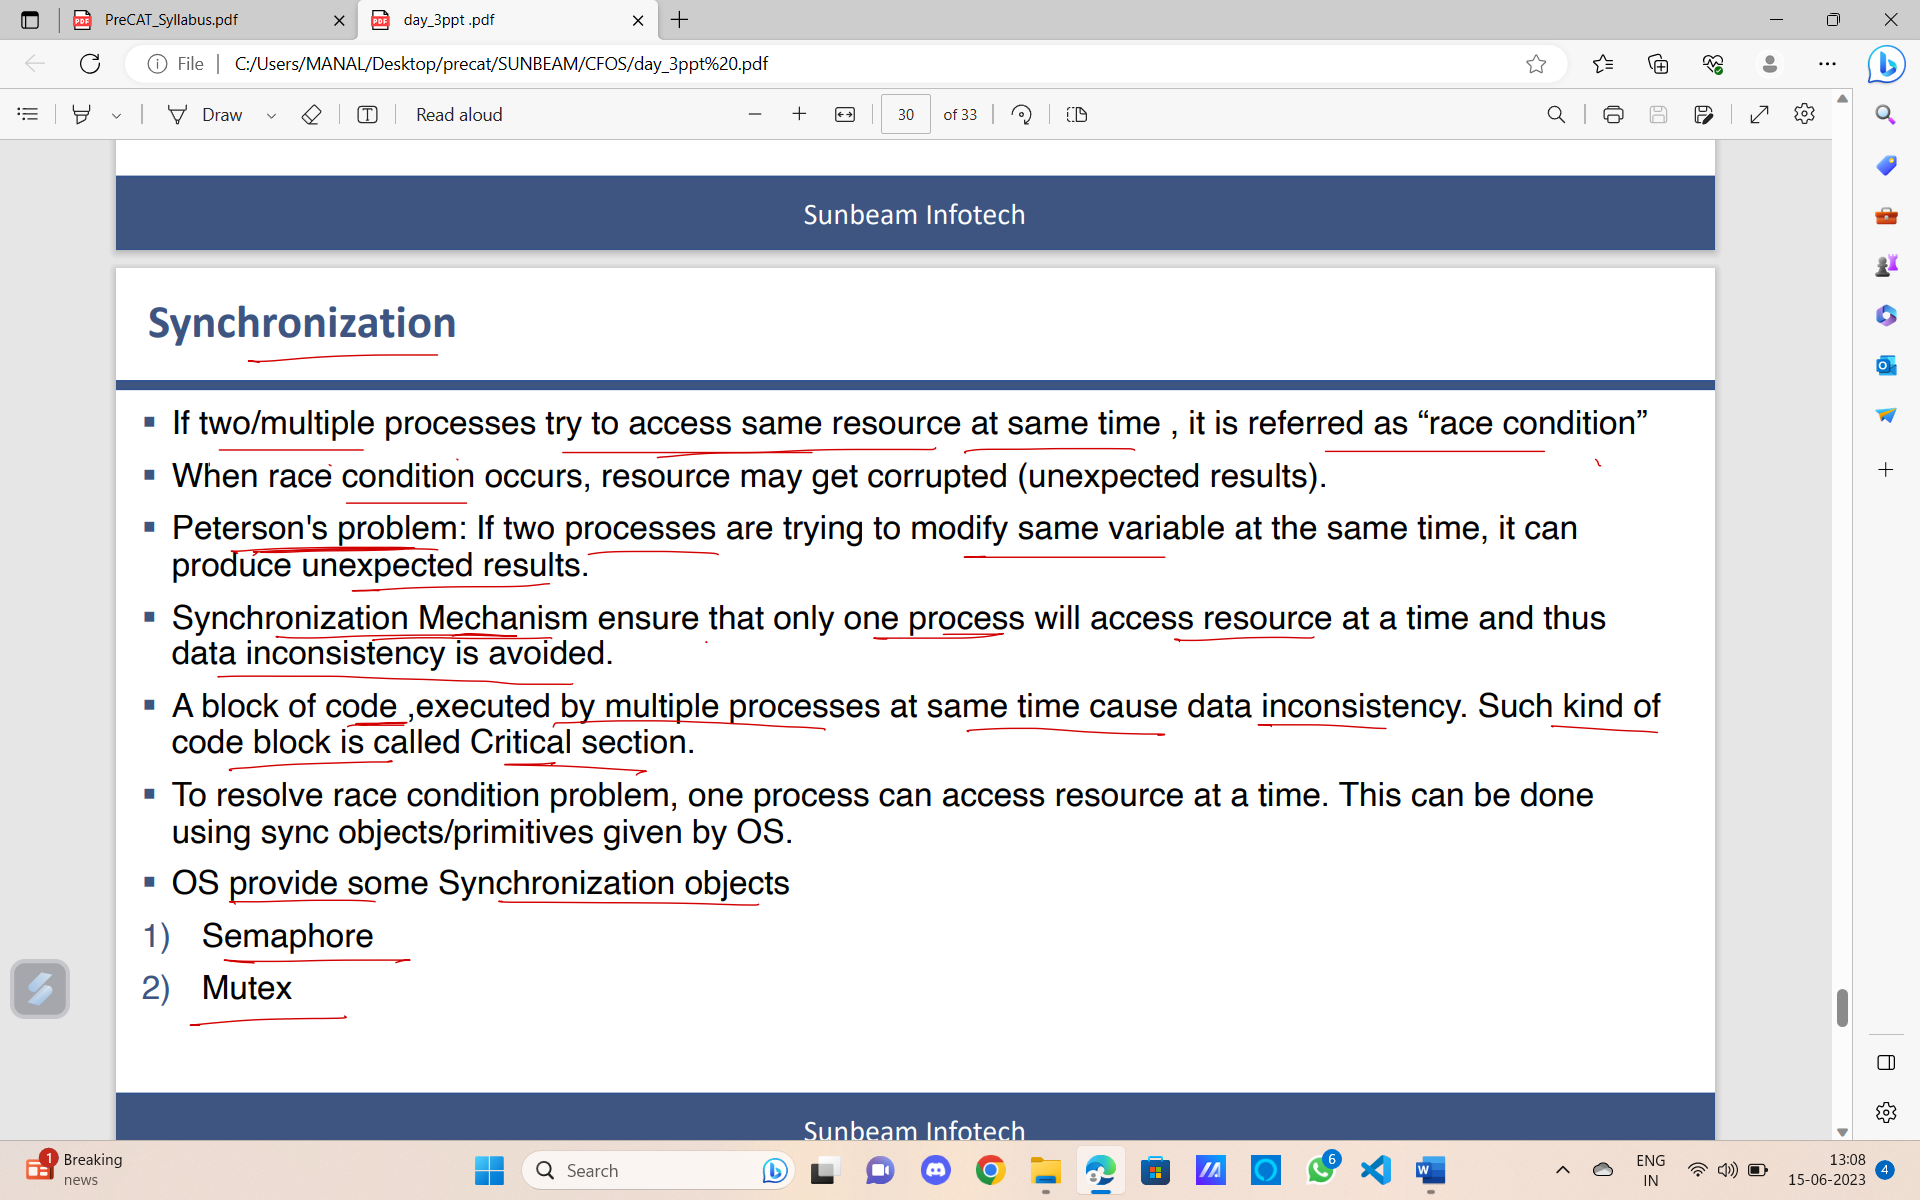 PreCAT_Syllabus.pdf
day_3ppt .pdf
File
C:/Users/MANAL/Desktop/precat/SUNBEAM/CFOS/day_3ppt%20.pdf
Draw
Read aloud
30 of 33
Sunbeam Infotech
Synchronization
If two/multiple processes try to access same resource at same time , it is referred as “race condition”
When race condition occurs, resource may get corrupted (unexpected results).
Peterson's problem: If two processes are trying to modify same variable at the same time, it can
produce unexpected results.
Synchronization Mechanism ensure that only one process will access resource at a time and thus
data inconsistency is avoided.
A block of code ,executed by multiple processes at same time cause data inconsistency. Such kind of
code block is called Critical section.
To resolve race condition problem, one process can access resource at a time. This can be done
using sync objects/primitives given by OS.
OS provide some Synchronization objects
1) Semaphore
2) Mutex
Sunbeam Infotech
1
Breaking
news
Search
6
ENG
IN
13:08
15-06-2023
4